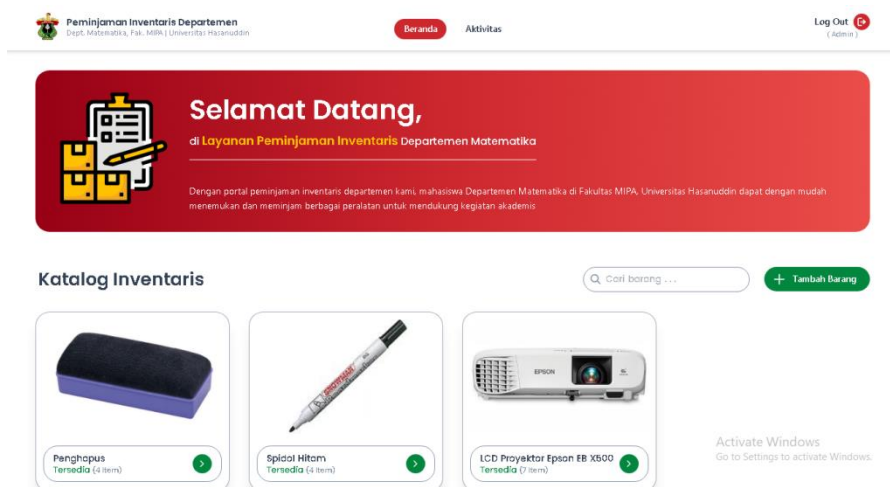 Peminjaman Inventaris Departemen
Dept. Matematika, Fak. MIPA | Universitas Hasanuddin
Beranda
Aktivitas
Log Out
( Admin )
Selamat Datang,
di Layanan Peminjaman Inventaris Departemen Matematika
Dengan portal peminjaman inventaris departemen kami, mahasiswa Departemen Matematika di Fakultas MIPA, Universitas Hasanuddin dapat dengan mudah
menemukan dan meminjam berbagai peralatan untuk mendukung kegiatan akademis
Katalog Inventaris
Cari barang ...
+ Tambah Barang
SNOWMAN
EPSON
Penghapus
Tersedia (4 Item)
Spidol Hitam
Tersedia (4 Item)
LCD Proyektor Epson EB X500
Tersedia (7 Item)
Activate Windows
Go to Settings to activate Windows.